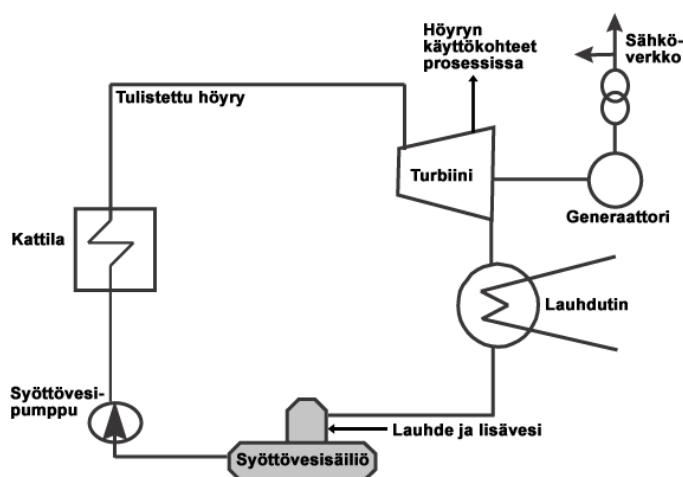 Höyryn
käyttökohteet
prosessissa
Sähkö-
verkko
Tulistettu höyry
Turbiini
Generaattori
Kattila
Lauhdutin
Syöttövesi-
pumppu
Lauhde ja lisävesi
Syöttövesisäiliö